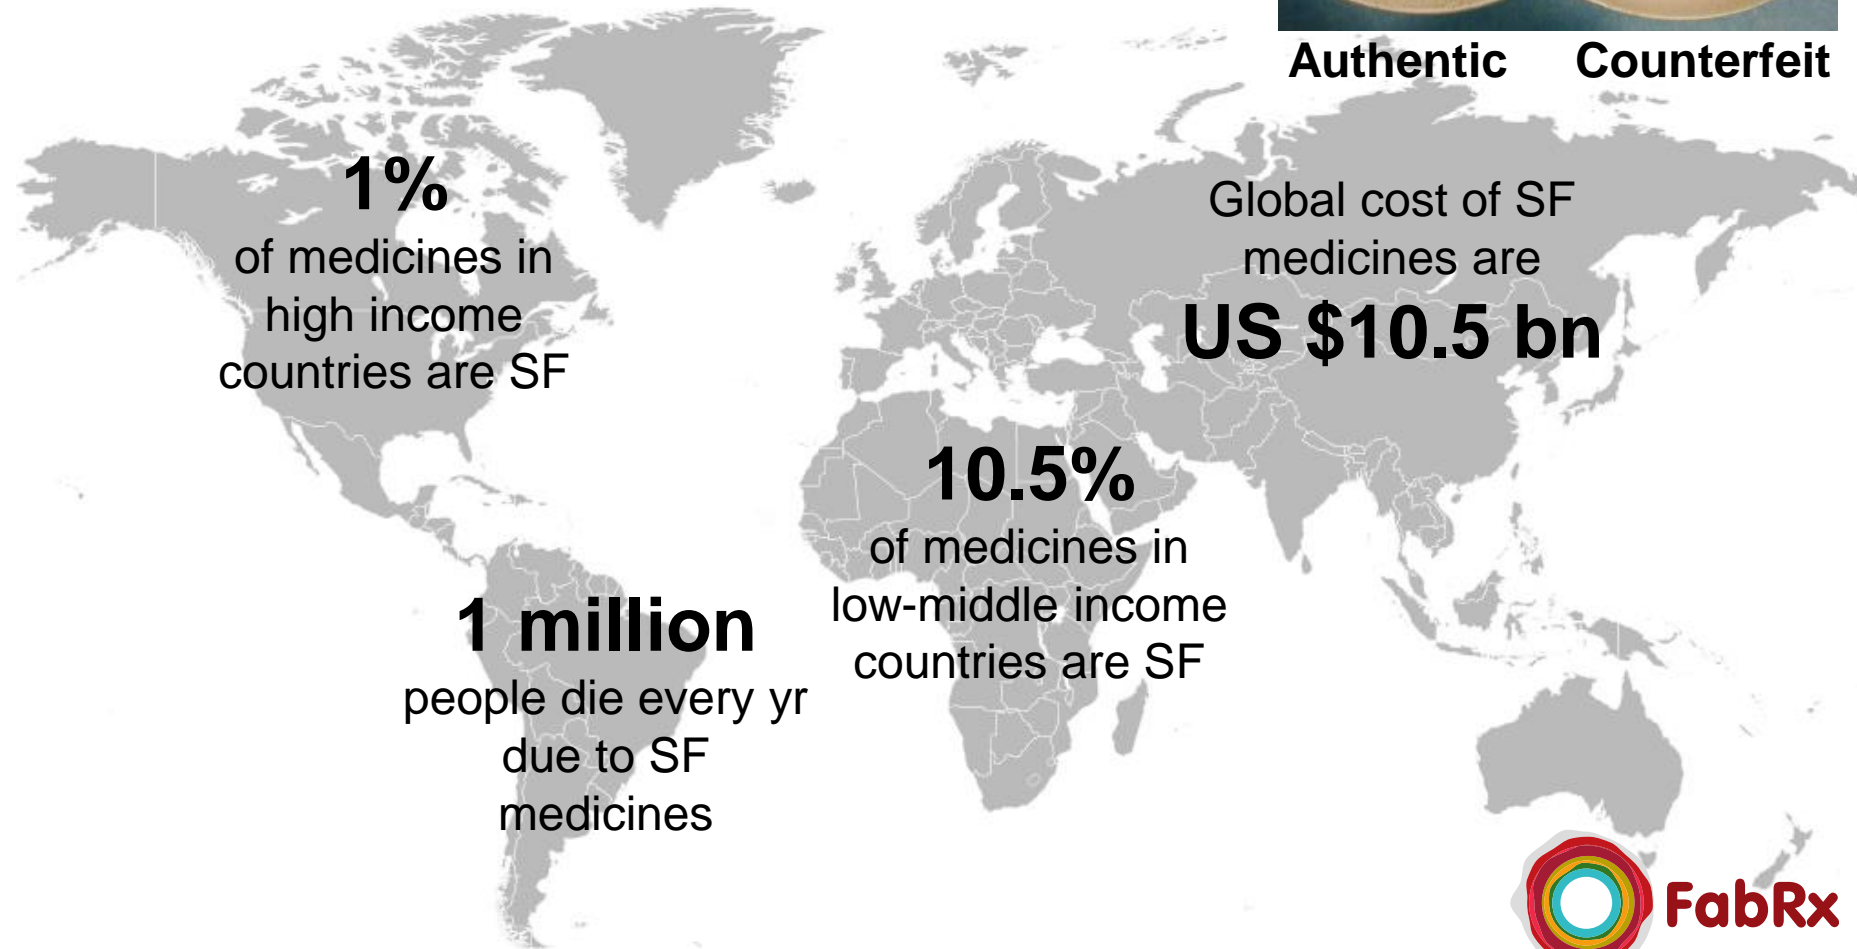 Authentic Counterfeit
1%
of medicines in
high income
countries are SF
Global cost of SF
medicines are
US $10.5 bn
10.5%
of medicines in
low-middle income
countries are SF
1 million
people die every yr
due to SF
medicines
FabRx